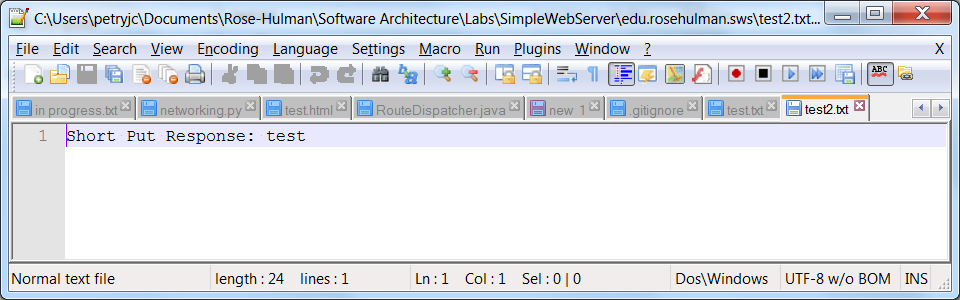 C:\Users\petryjc\Documents\Rose-Hulman\Software Architecture\Labs\SimpleWebServer\edu.rosehulman.sws\test2.txt...
File Edit Search View Encoding Language Settings Macro Run Plugins Window ? X
ABC
in progress.txt networking.py test.html RouteDispatcher.java new 1 .gitignore test.txt test2.txt
1 Short Put Response: test
Normal text file length : 24 lines : 1 Ln : 1 Col : 1 Sel : 0 | 0 Dos\Windows UTF-8 w/o BOM INS